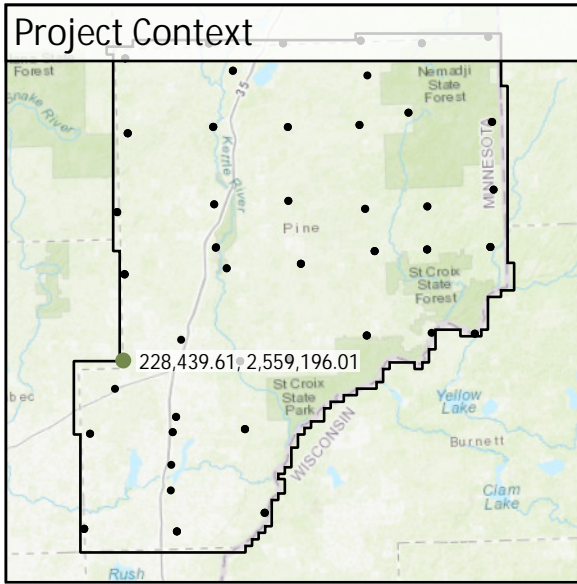 Project Context
Forest
Nemadji
State
Forest
Snake River
35
Kettle River
MINNESOTA
Pine
St Croix
State
Forest
228,439.61, 2,559,196.01
St Croix
State
Park
bec
Yellow
Lake
WISCONSIN
Burnett
Clam
Lake
Rush